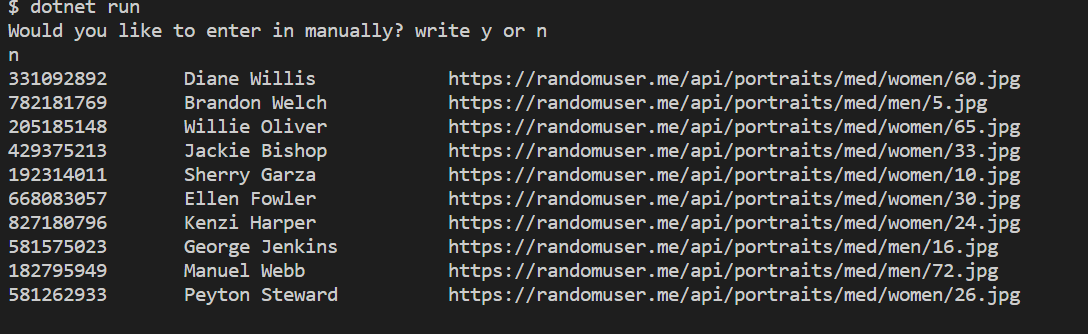 $ dotnet run
Would you like to enter in manually? write y or n
n
331092892 Diane Willis https://randomuser.me/api/portraits/med/women/60.jpg
782181769 Brandon Welch https://randomuser.me/api/portraits/med/men/5.jpg
205185148 Willie Oliver https://randomuser.me/api/portraits/med/women/65.jpg
429375213 Jackie Bishop https://randomuser.me/api/portraits/med/women/33.jpg
192314011 Sherry Garza https://randomuser.me/api/portraits/med/women/10.jpg
668083057 Ellen Fowler https://randomuser.me/api/portraits/med/women/30.jpg
827180796 Kenzi Harper https://randomuser.me/api/portraits/med/women/24.jpg
581575023 George Jenkins https://randomuser.me/api/portraits/med/men/16.jpg
182795949 Manuel Webb https://randomuser.me/api/portraits/med/men/72.jpg
581262933 Peyton Steward https://randomuser.me/api/portraits/med/women/26.jpg